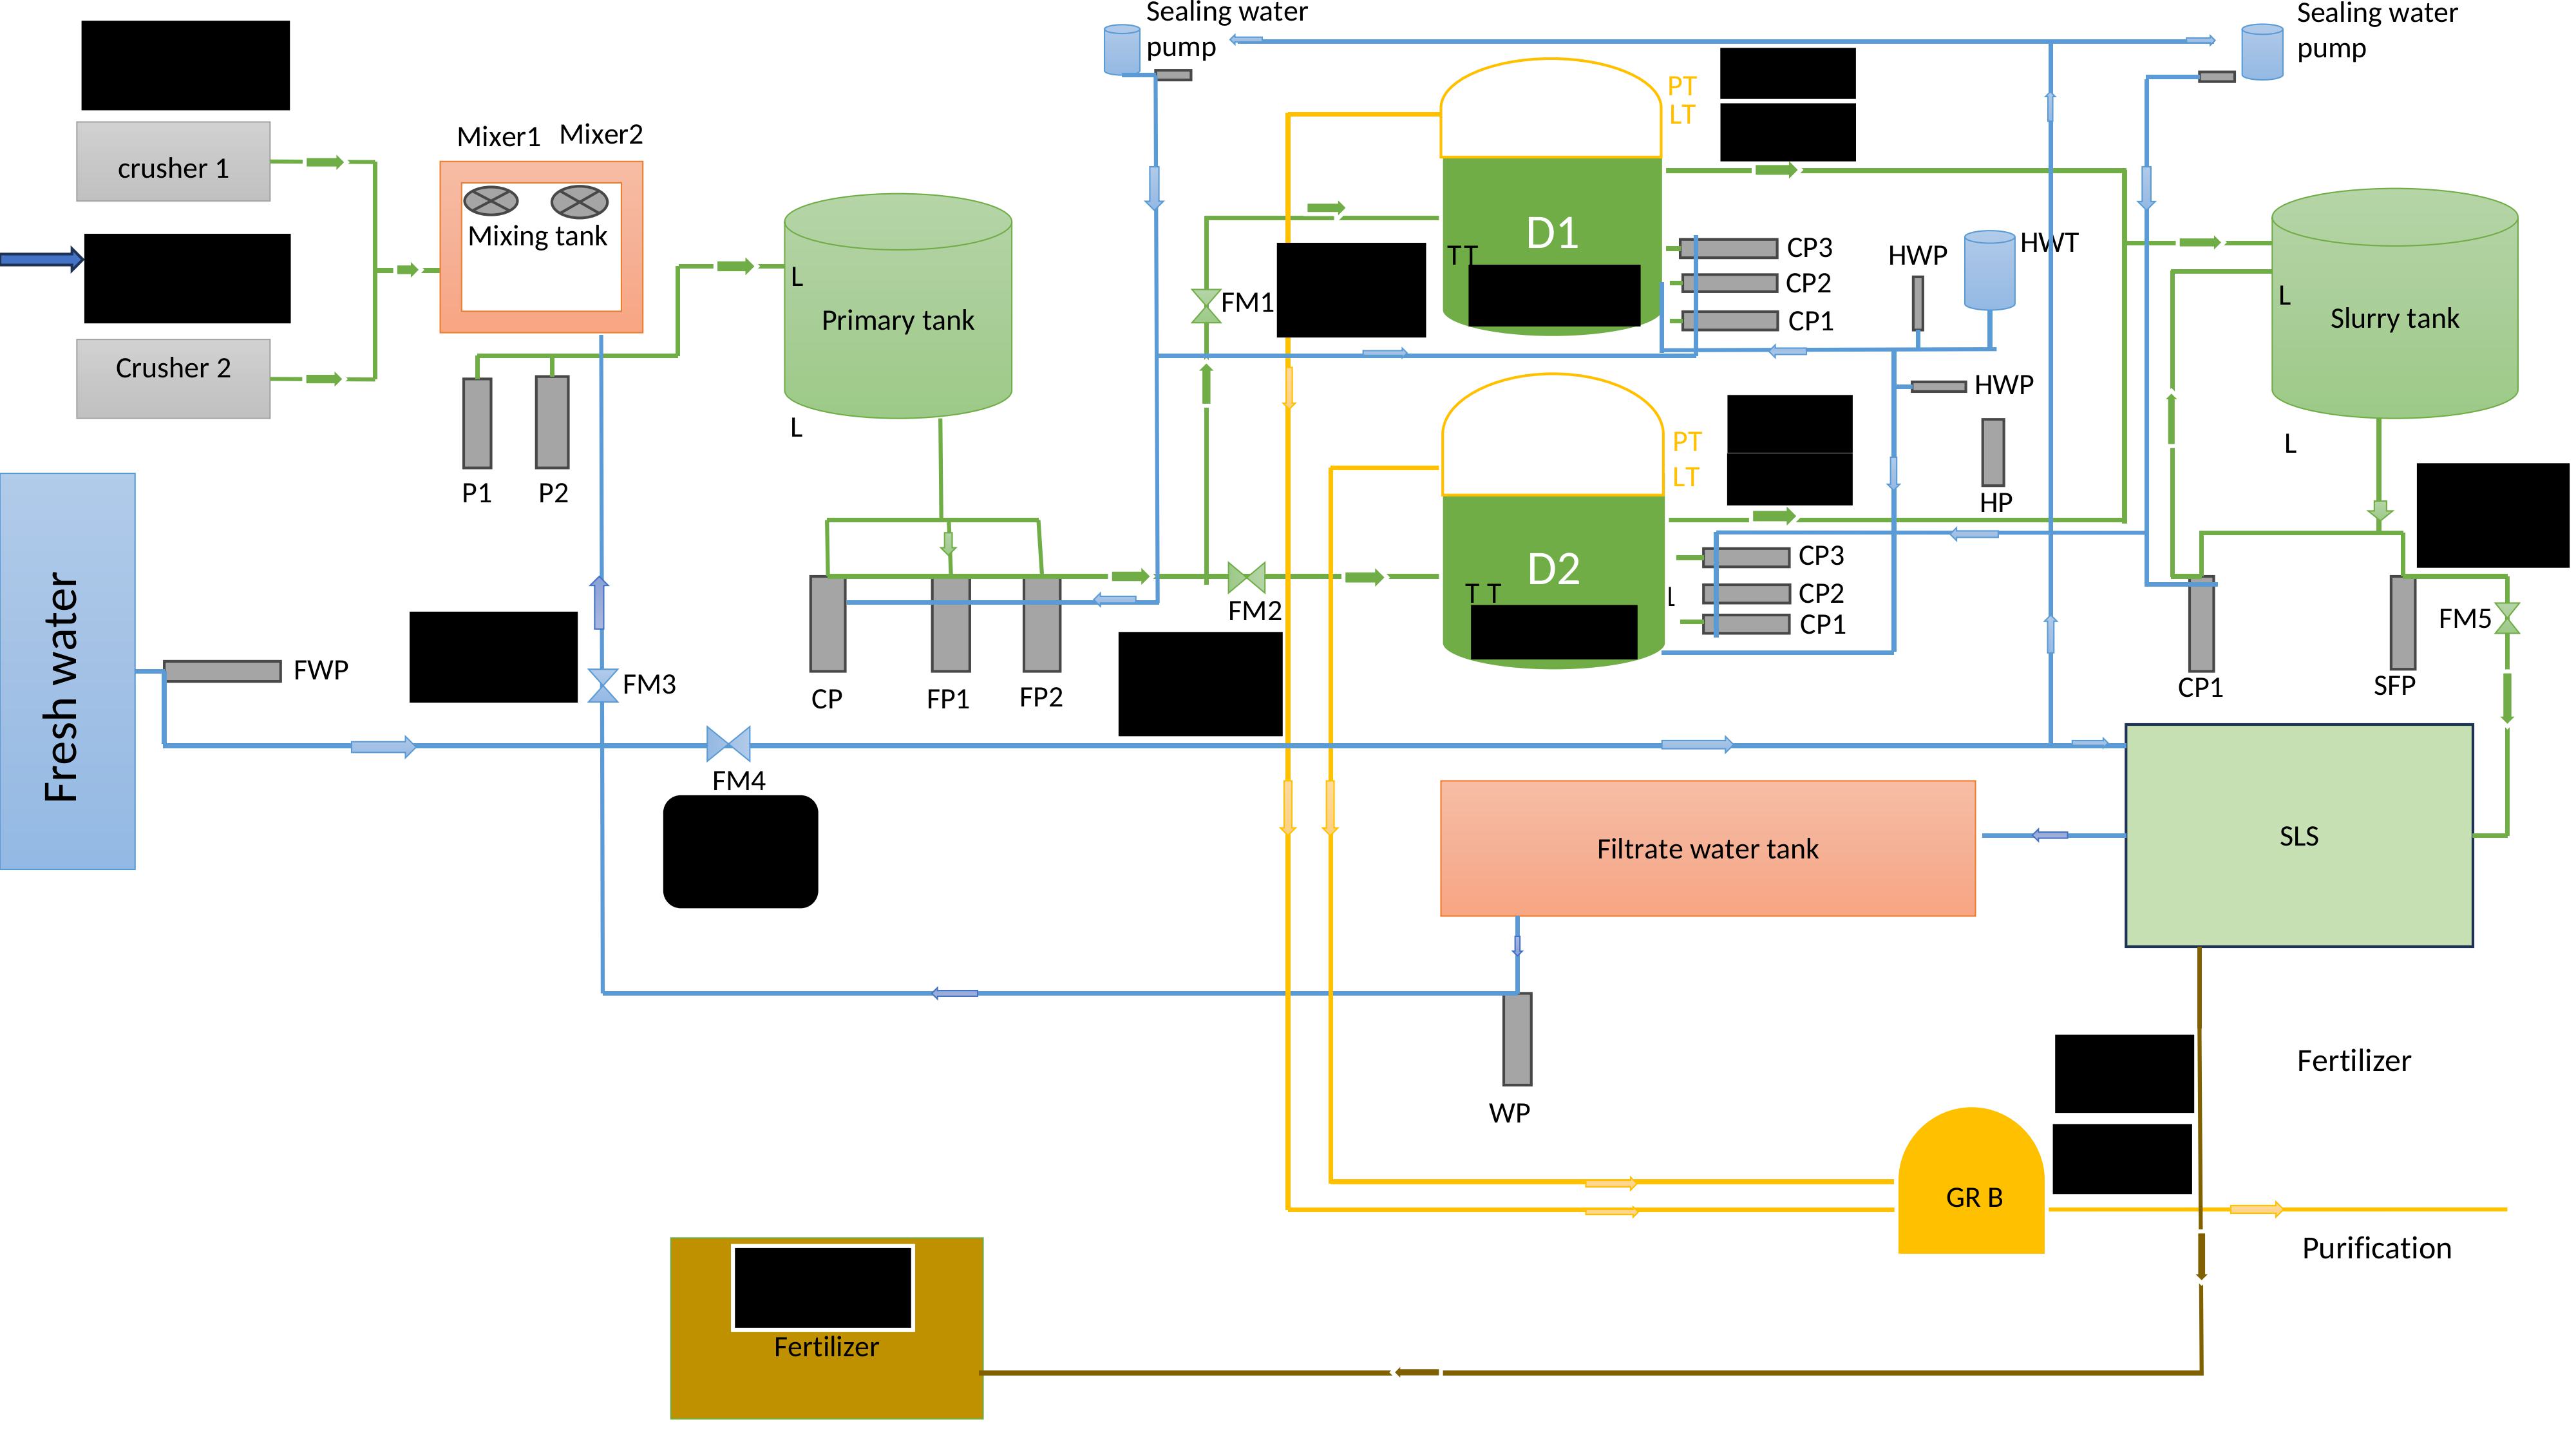 Sealing water
pump
Sealing water
pump
PT
LT
Mixer1
Mixer2
crusher 1
Mixing tank
D1
CP3
HWP
HWT
TT
L
CP2
L
FM1
Primary tank
CP1
Slurry tank
Crusher 2
HWP
L
PT
L
LT
P1
P2
HP
D2
CP3
T T
L
CP2
FM2
CP1
FM5
Fresh water
FWP
FM3
CP
FP1
FP2
CP1
SFP
FM4
Filtrate water tank
SLS
Fertilizer
WP
GR B
Purification
Fertilizer